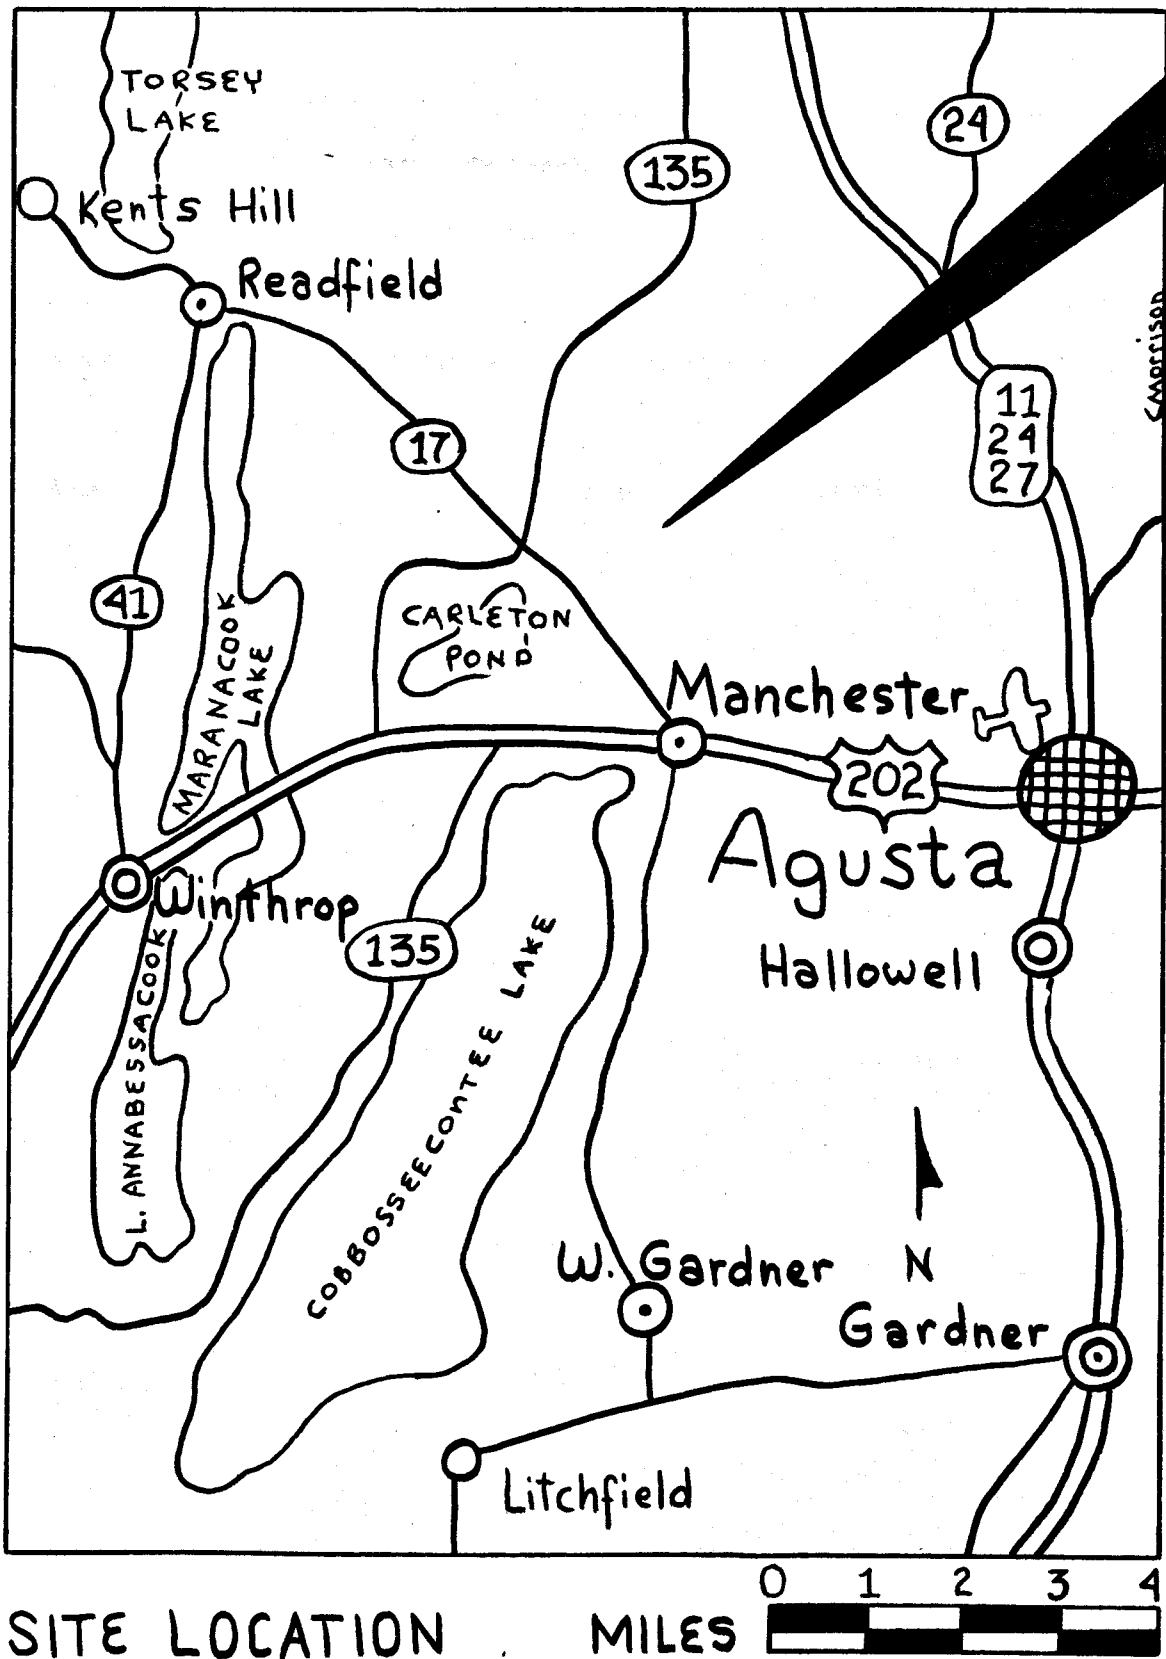 TORSEY
LAKE
24
135
Kents Hill
Readfield
CMorrison
11
24
27
17
41
CARLETON
POND
MARANACOOK
LAKE
Manchester
202
Agusta
Winthrop
135
Hallowell
L. ANNABESSACOOK
COBBOSSEECONTEE LAKE
N
W. Gardner
Gardner
Litchfield
0 1 2 3 4
SITE LOCATION MILES